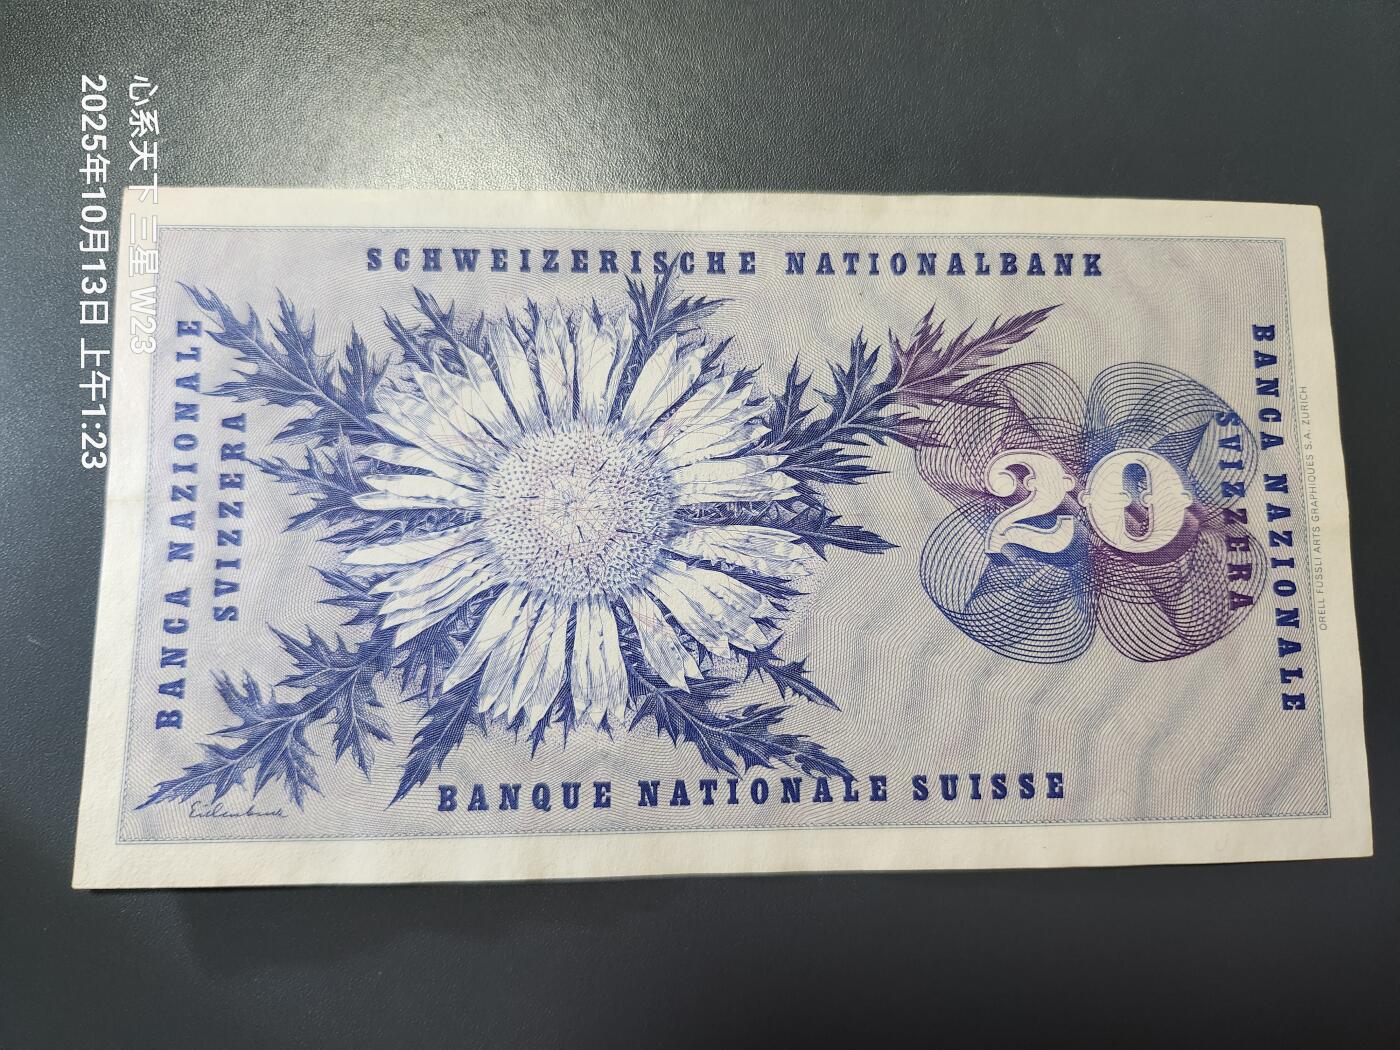 SCHWEIZERISCHE NATIONALBANK
BANCA NAZIONALE
SVIZZERA
20
BANCA NAZIONALE
SVIZZERA
ORELL FÜSSLI ARTS GRAPHIQUES S.A. ZURICH
BANQUE NATIONALE SUISSE
心系天下 三星 W23
2025年10月13日 上午1:23